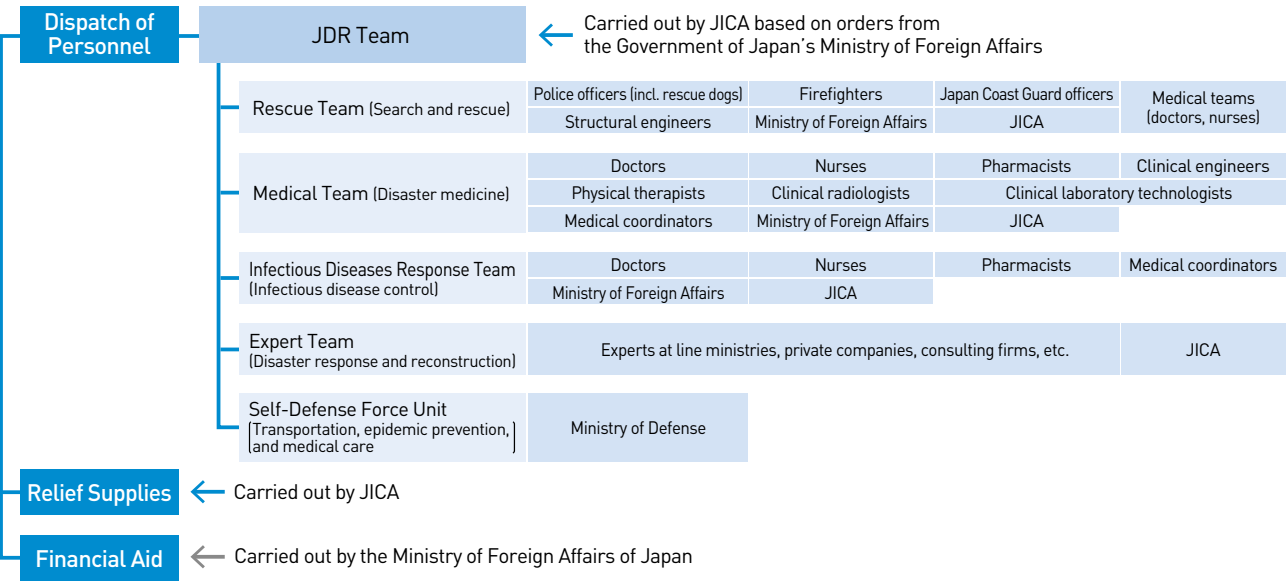 Dispatch of
Personnel
JDR Team
Carried out by JICA based on orders from
the Government of Japan's Ministry of Foreign Affairs
Rescue Team (Search and rescue)
Police officers (incl. rescue dogs)
Firefighters
Japan Coast Guard officers
Medical teams
(doctors, nurses)
Structural engineers
Ministry of Foreign Affairs
JICA
Medical Team (Disaster medicine)
Doctors
Nurses
Pharmacists
Clinical engineers
Physical therapists
Clinical radiologists
Clinical laboratory technologists
Medical coordinators
Ministry of Foreign Affairs
JICA
Infectious Diseases Response Team
(Infectious disease control)
Doctors
Nurses
Pharmacists
Medical coordinators
Ministry of Foreign Affairs
JICA
Expert Team
(Disaster response and reconstruction)
Experts at line ministries, private companies, consulting firms, etc.
JICA
Self-Defense Force Unit
(Transportation, epidemic prevention,
and medical care)
Ministry of Defense
Relief Supplies
Carried out by JICA
Financial Aid
Carried out by the Ministry of Foreign Affairs of Japan